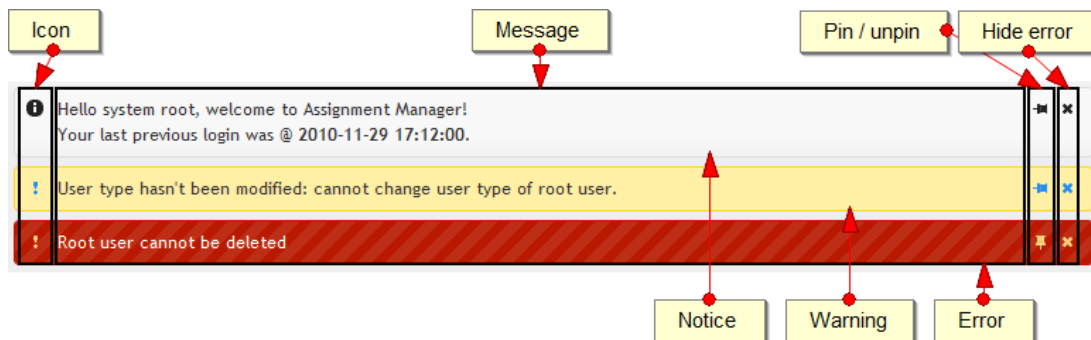 Icon
Message
Pin / unpin
Hide error
Hello system root, welcome to Assignment Manager!
Your last previous login was @ 2010-11-29 17:12:00.
User type hasn't been modified: cannot change user type of root user.
Root user cannot be deleted
Notice
Warning
Error